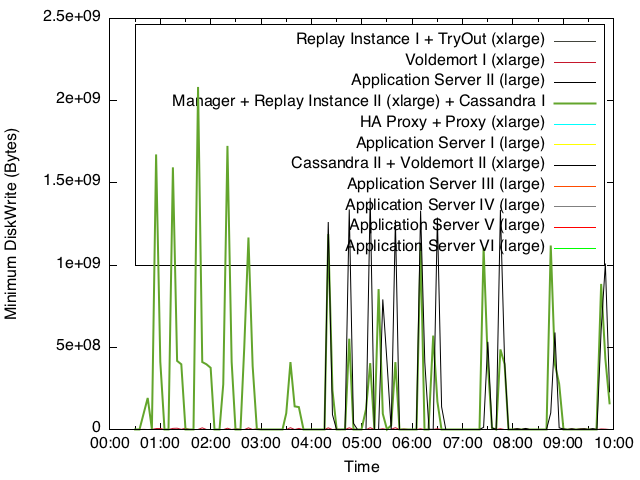 2.5e+09
2e+09
1.5e+09
1e+09
5e+08
0
Minimum DiskWrite (Bytes)
Replay Instance I + TryOut (xlarge)
Voldemort I (xlarge)
Application Server II (large)
Manager + Replay Instance II (xlarge) + Cassandra I
HA Proxy + Proxy (xlarge)
Application Server I (large)
Cassandra II + Voldemort II (xlarge)
Application Server III (large)
Application Server IV (large)
Application Server V (large)
Application Server VI (large)
00:00 01:00 02:00 03:00 04:00 05:00 06:00 07:00 08:00 09:00 10:00
Time